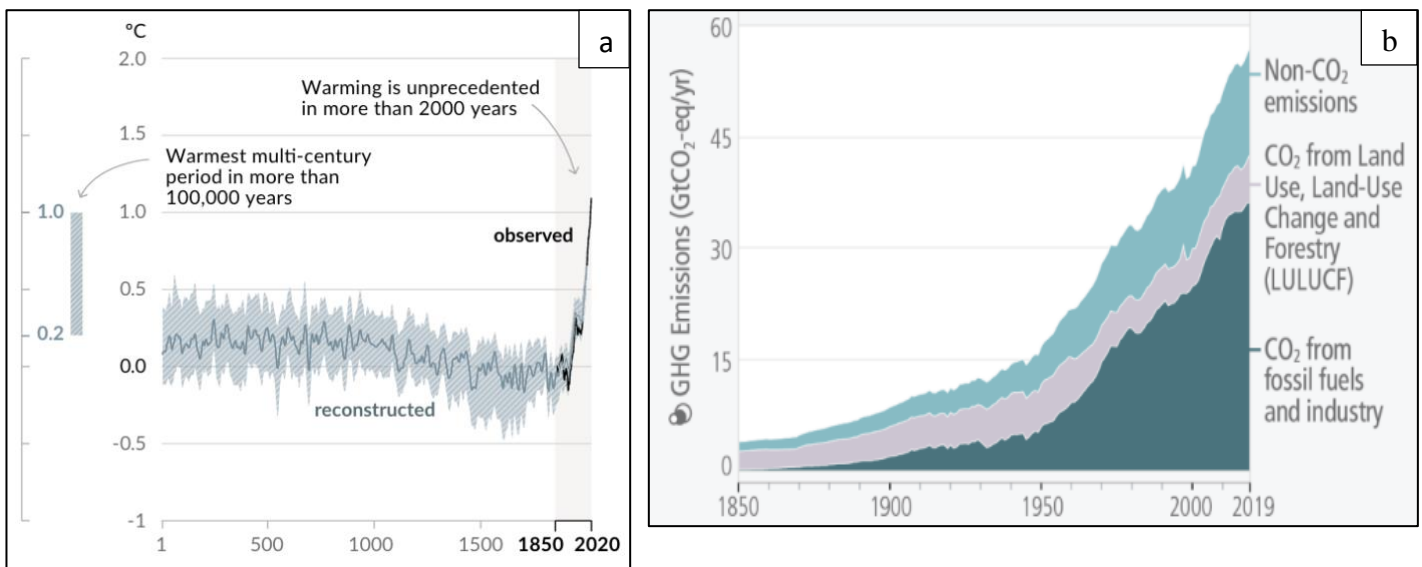 °C
a
2.0
Warming is unprecedented
in more than 2000 years
1.5
Warmest multi-century
period in more than
100,000 years
1.0
1.0
observed
0.5
0.2
0.0
reconstructed
-0.5
-1
1 500 1000 1500 1850 2020
b
GHG Emissions (GtCO₂-eq/yr)
60
45
30
15
0
1850 1900 1950 2000 2019
Non-CO₂
emissions
CO₂ from Land
Use, Land-Use
Change and
Forestry
(LULUCF)
CO₂ from
fossil fuels
and industry